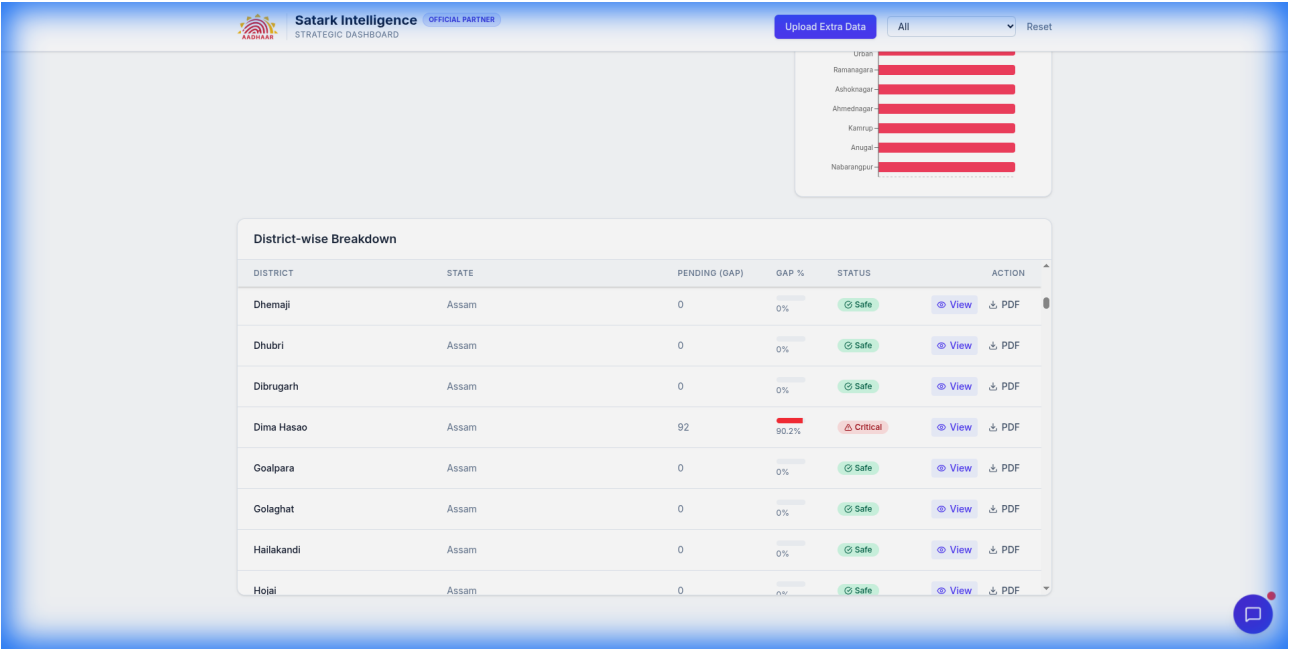 AADHAAR
Satark Intelligence OFFICIAL PARTNER
STRATEGIC DASHBOARD
Upload Extra Data All Reset
Urban
Ramanagara
Ashoknagar
Ahmednagar
Kamrup
Anugal
Nabarangpur
District-wise Breakdown
DISTRICT STATE PENDING (GAP) GAP % STATUS ACTION
Dhemaji Assam 0 0% Safe View PDF
Dhubri Assam 0 0% Safe View PDF
Dibrugarh Assam 0 0% Safe View PDF
Dima Hasao Assam 92 90.2% Critical View PDF
Goalpara Assam 0 0% Safe View PDF
Golaghat Assam 0 0% Safe View PDF
Hailakandi Assam 0 0% Safe View PDF
Hojai Assam 0 0% Safe View PDF